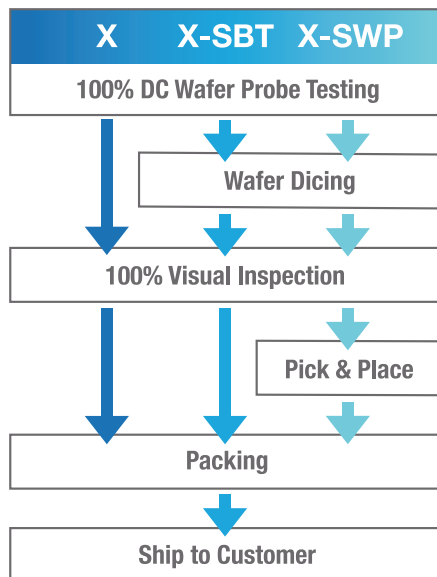 X X-SBT X-SWP
100% DC Wafer Probe Testing
Wafer Dicing
100% Visual Inspection
Pick & Place
Packing
Ship to Customer